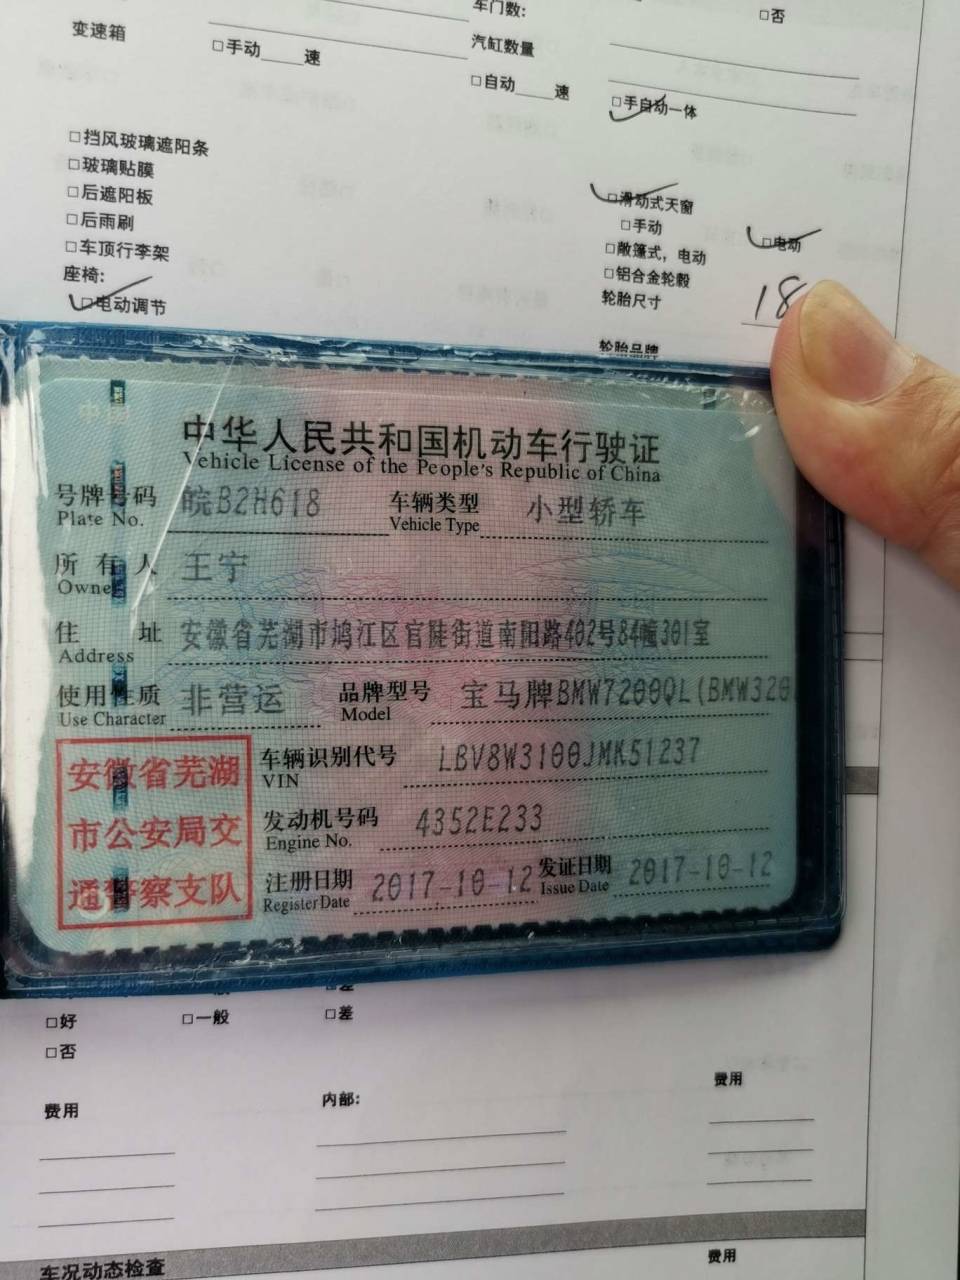 车门数:
□否
变速箱
□手动____速
汽缸数量
□自动____速
□手自动一体
□挡风玻璃遮阳条
□玻璃贴膜
□后遮阳板
□后雨刷
□车顶行李架
座椅:
□电动调节
□滑动式天窗
□手动
□电动
□敞篷式，电动
□铝合金轮毂
轮胎尺寸
18
轮胎品牌
中华人民共和国机动车行驶证
Vehicle License of the People's Republic of China
号牌号码 皖B2H618 车辆类型 小型轿车
Plate No. Vehicle Type
所有人 王宁
Owner
住址 安徽省芜湖市鸠江区官陡街道南阳路402号84幢301室
Address
使用性质 非营运 品牌型号 宝马牌BMW7200QL(BMW320
Use Character Model
安徽省芜湖
市公安局交
通警察支队
车辆识别代号 LBV8W3100JMK51237
VIN
发动机号码 4352E233
Engine No.
注册日期 2017-10-12 发证日期 2017-10-12
Register Date Issue Date
□好 □一般 □差
□否
费用 内部: 费用
车况动态检查 费用